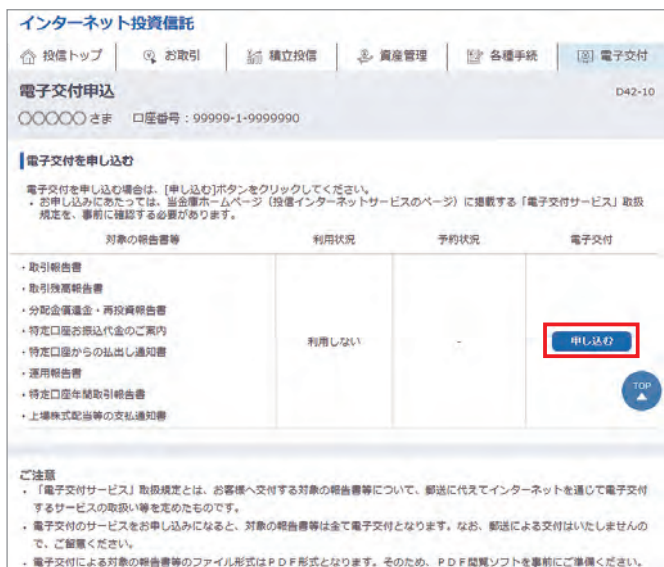 インターネット投資信託
投信トップ
お取引
積立投信
資産管理
各種手続
電子交付
電子交付申込
D42-10
〇〇〇〇〇さま 口座番号:99999-1-9999990
電子交付を申し込む
電子交付を申し込む場合は、[申し込む]ボタンをクリックしてください。
・お申し込みにあたっては、当金庫ホームページ(投信インターネットサービスのページ)に掲載する「電子交付サービス」取扱
規定を、事前に確認する必要があります。
対象の報告書等 利用状況 予約状況 電子交付
・取引報告書
・取引残高報告書
・分配金償還金・再投資報告書
・特定口座お振込代金のご案内
・特定口座からの払出し通知書
・運用報告書
・特定口座年間取引報告書
・上場株式配当等の支払通知書
利用しない
-
申し込む
TOP
ご注意
・「電子交付サービス」取扱規定とは、お客様へ交付する対象の報告書等について、郵送に代えてインターネットを通じて電子交付
するサービスの取扱い等を定めたものです。
・電子交付のサービスをお申し込みになると、対象の報告書等は全て電子交付となります。なお、郵送による交付はいたしませんの
で、ご留意ください。
・電子交付による対象の報告書等のファイル形式はPDF形式となります。そのため、PDF閲覧ソフトを事前にご準備ください。